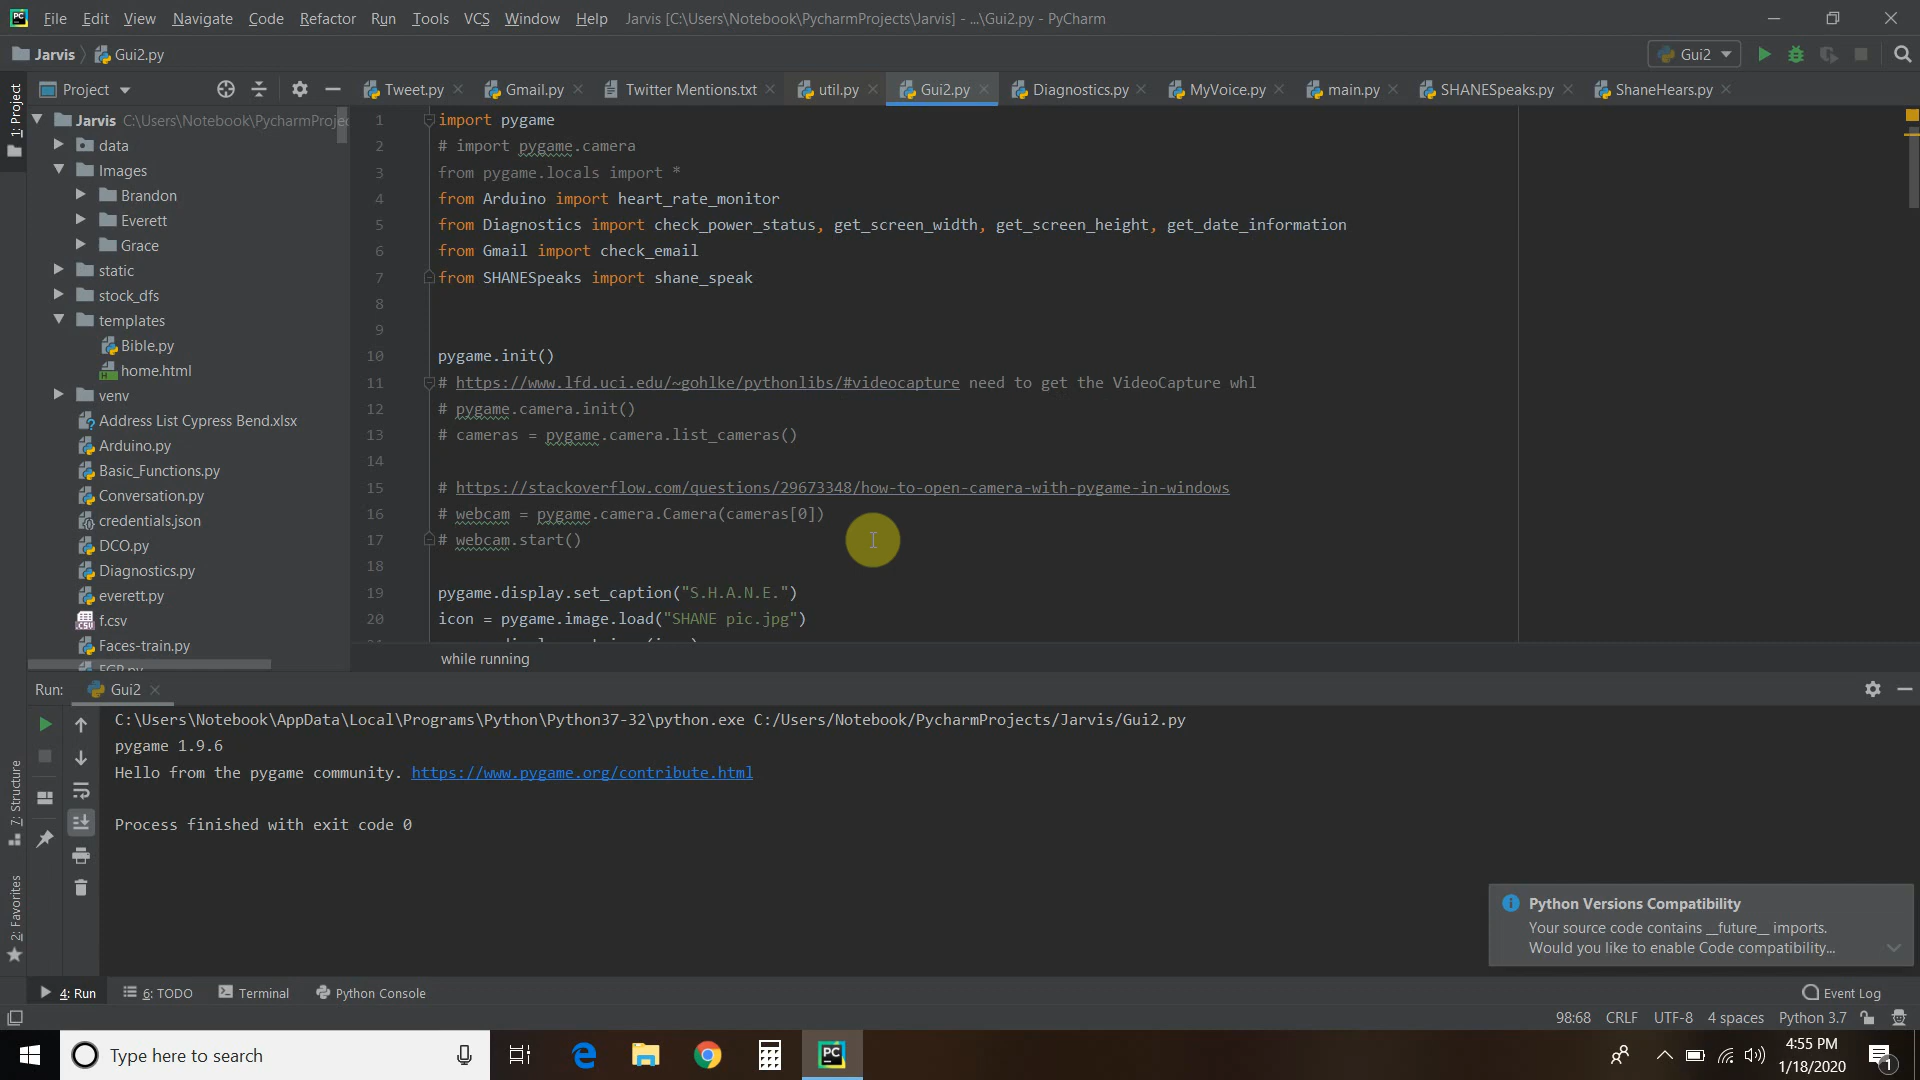 File Edit View Navigate Code Refactor Run Tools VCS Window Help Jarvis [C:\Users\Notebook\PycharmProjects\Jarvis] - ...\Gui2.py - PyCharm
Jarvis Gui2.py
Gui2
1: Project
Project
Tweet.py Gmail.py Twitter Mentions.txt util.py Gui2.py Diagnostics.py MyVoice.py main.py SHANESpeaks.py ShaneHears.py
Jarvis C:\Users\Notebook\PycharmProje
data
Images
Brandon
Everett
Grace
static
stock_dfs
templates
Bible.py
home.html
venv
Address List Cypress Bend.xlsx
Arduino.py
Basic_Functions.py
Conversation.py
credentials.json
DCO.py
Diagnostics.py
everett.py
f.csv
Faces-train.py
1 import pygame
2 # import pygame.camera
3 from pygame.locals import *
4 from Arduino import heart_rate_monitor
5 from Diagnostics import check_power_status, get_screen_width, get_screen_height, get_date_information
6 from Gmail import check_email
7 from SHANESpeaks import shane_speak
8
9
10 pygame.init()
11 # https://www.lfd.uci.edu/~gohlke/pythonlibs/#videocapture need to get the VideoCapture whl
12 # pygame.camera.init()
13 # cameras = pygame.camera.list_cameras()
14
15 # https://stackoverflow.com/questions/29673348/how-to-open-camera-with-pygame-in-windows
16 # webcam = pygame.camera.Camera(cameras[0])
17 # webcam.start()
18
19 pygame.display.set_caption("S.H.A.N.E.")
20 icon = pygame.image.load("SHANE pic.jpg")
while running
Run: Gui2
C:\Users\Notebook\AppData\Local\Programs\Python\Python37-32\python.exe C:/Users/Notebook/PycharmProjects/Jarvis/Gui2.py
pygame 1.9.6
Hello from the pygame community. https://www.pygame.org/contribute.html
Process finished with exit code 0
7: Structure
2: Favorites
Python Versions Compatibility
Your source code contains __future__ imports.
Would you like to enable Code compatibility...
4: Run 6: TODO Terminal Python Console Event Log
98:68 CRLF UTF-8 4 spaces Python 3.7
Type here to search
4:55 PM
1/18/2020
1